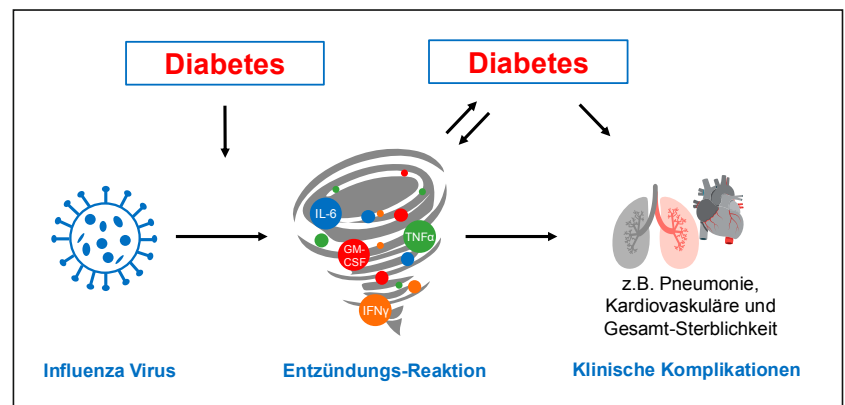 Diabetes
Diabetes
IL-6
TNFα
GM-
CSF
IFNγ
z.B. Pneumonie,
Kardiovaskuläre und
Gesamt-Sterblichkeit
Influenza Virus
Entzündungs-Reaktion
Klinische Komplikationen